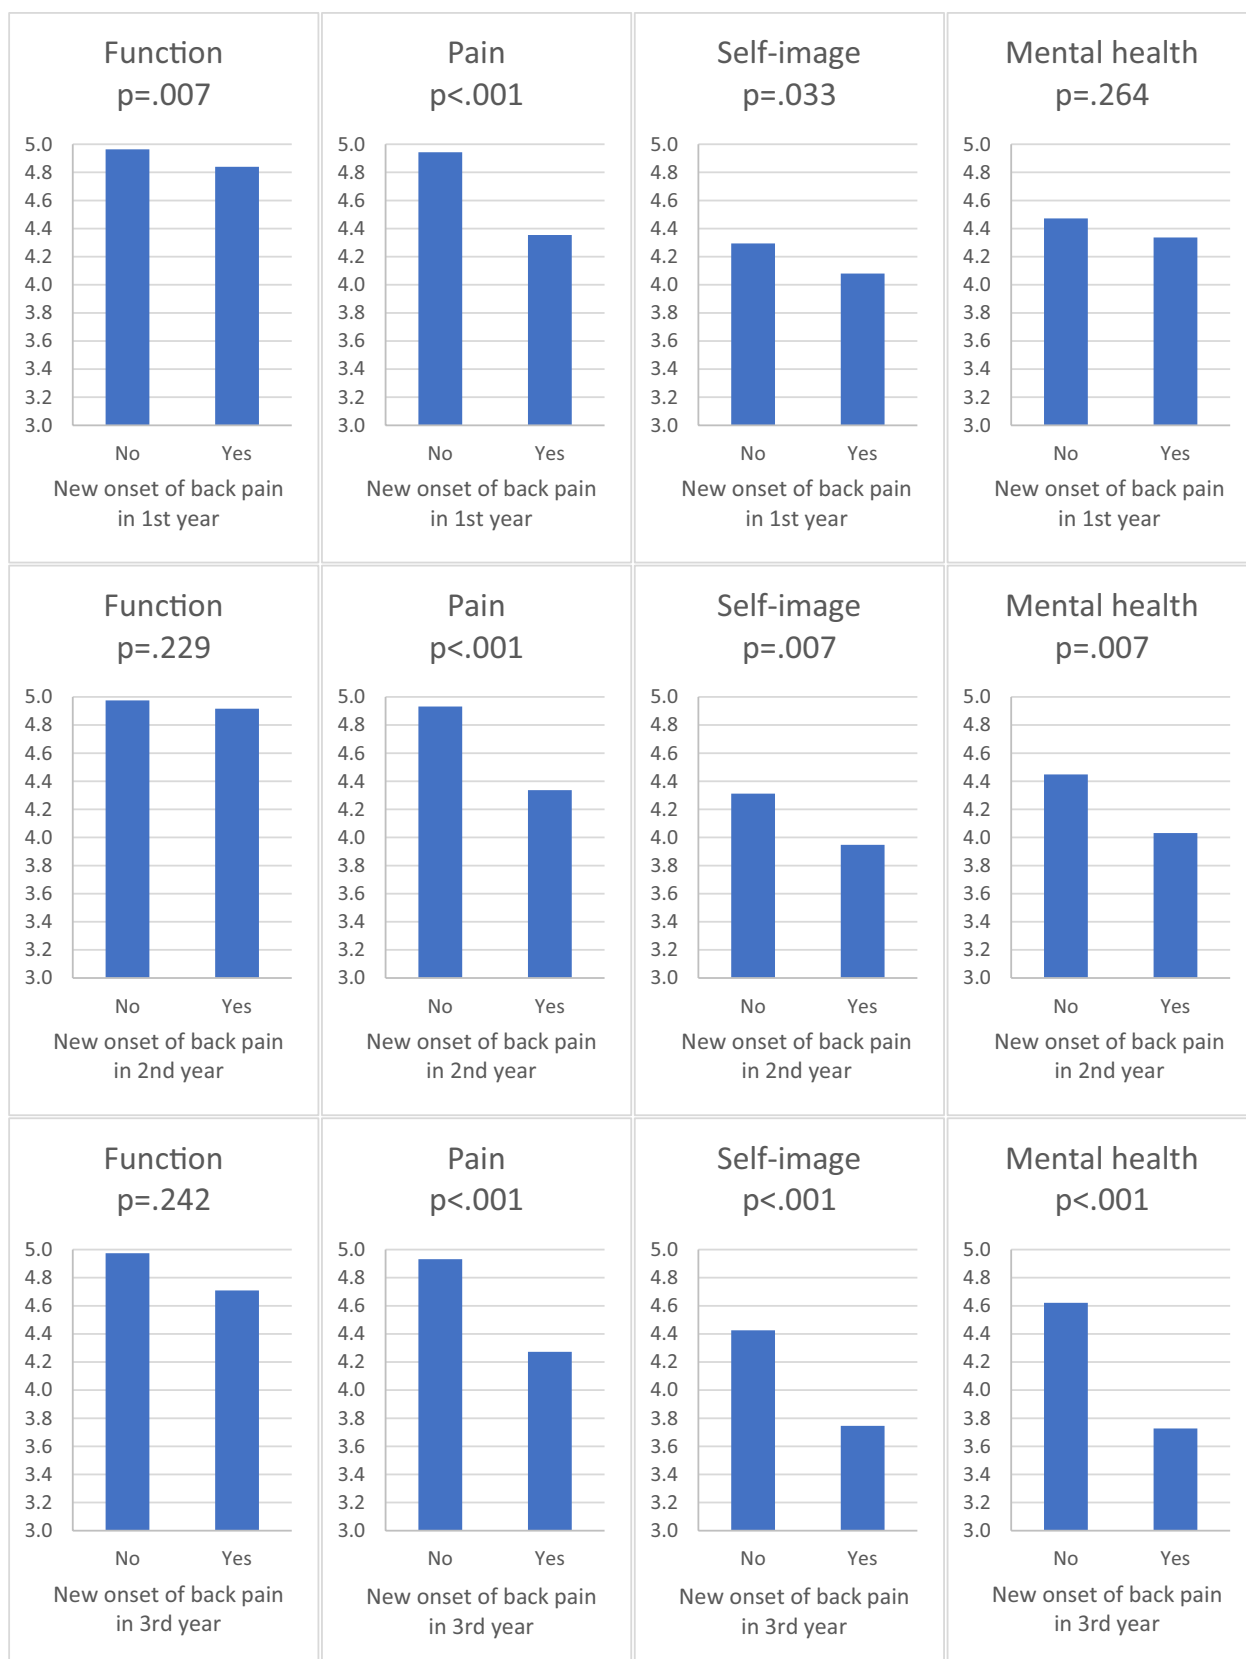 Function
p=.007
5.0
4.8
4.6
4.4
4.2
4.0
3.8
3.6
3.4
3.2
3.0
No Yes
New onset of back pain
in 1st year
Pain
p<.001
5.0
4.8
4.6
4.4
4.2
4.0
3.8
3.6
3.4
3.2
3.0
No Yes
New onset of back pain
in 1st year
Self-image
p=.033
5.0
4.8
4.6
4.4
4.2
4.0
3.8
3.6
3.4
3.2
3.0
No Yes
New onset of back pain
in 1st year
Mental health
p=.264
5.0
4.8
4.6
4.4
4.2
4.0
3.8
3.6
3.4
3.2
3.0
No Yes
New onset of back pain
in 1st year
Function
p=.229
5.0
4.8
4.6
4.4
4.2
4.0
3.8
3.6
3.4
3.2
3.0
No Yes
New onset of back pain
in 2nd year
Pain
p<.001
5.0
4.8
4.6
4.4
4.2
4.0
3.8
3.6
3.4
3.2
3.0
No Yes
New onset of back pain
in 2nd year
Self-image
p=.007
5.0
4.8
4.6
4.4
4.2
4.0
3.8
3.6
3.4
3.2
3.0
No Yes
New onset of back pain
in 2nd year
Mental health
p=.007
5.0
4.8
4.6
4.4
4.2
4.0
3.8
3.6
3.4
3.2
3.0
No Yes
New onset of back pain
in 2nd year
Function
p=.242
5.0
4.8
4.6
4.4
4.2
4.0
3.8
3.6
3.4
3.2
3.0
No Yes
New onset of back pain
in 3rd year
Pain
p<.001
5.0
4.8
4.6
4.4
4.2
4.0
3.8
3.6
3.4
3.2
3.0
No Yes
New onset of back pain
in 3rd year
Self-image
p<.001
5.0
4.8
4.6
4.4
4.2
4.0
3.8
3.6
3.4
3.2
3.0
No Yes
New onset of back pain
in 3rd year
Mental health
p<.001
5.0
4.8
4.6
4.4
4.2
4.0
3.8
3.6
3.4
3.2
3.0
No Yes
New onset of back pain
in 3rd year